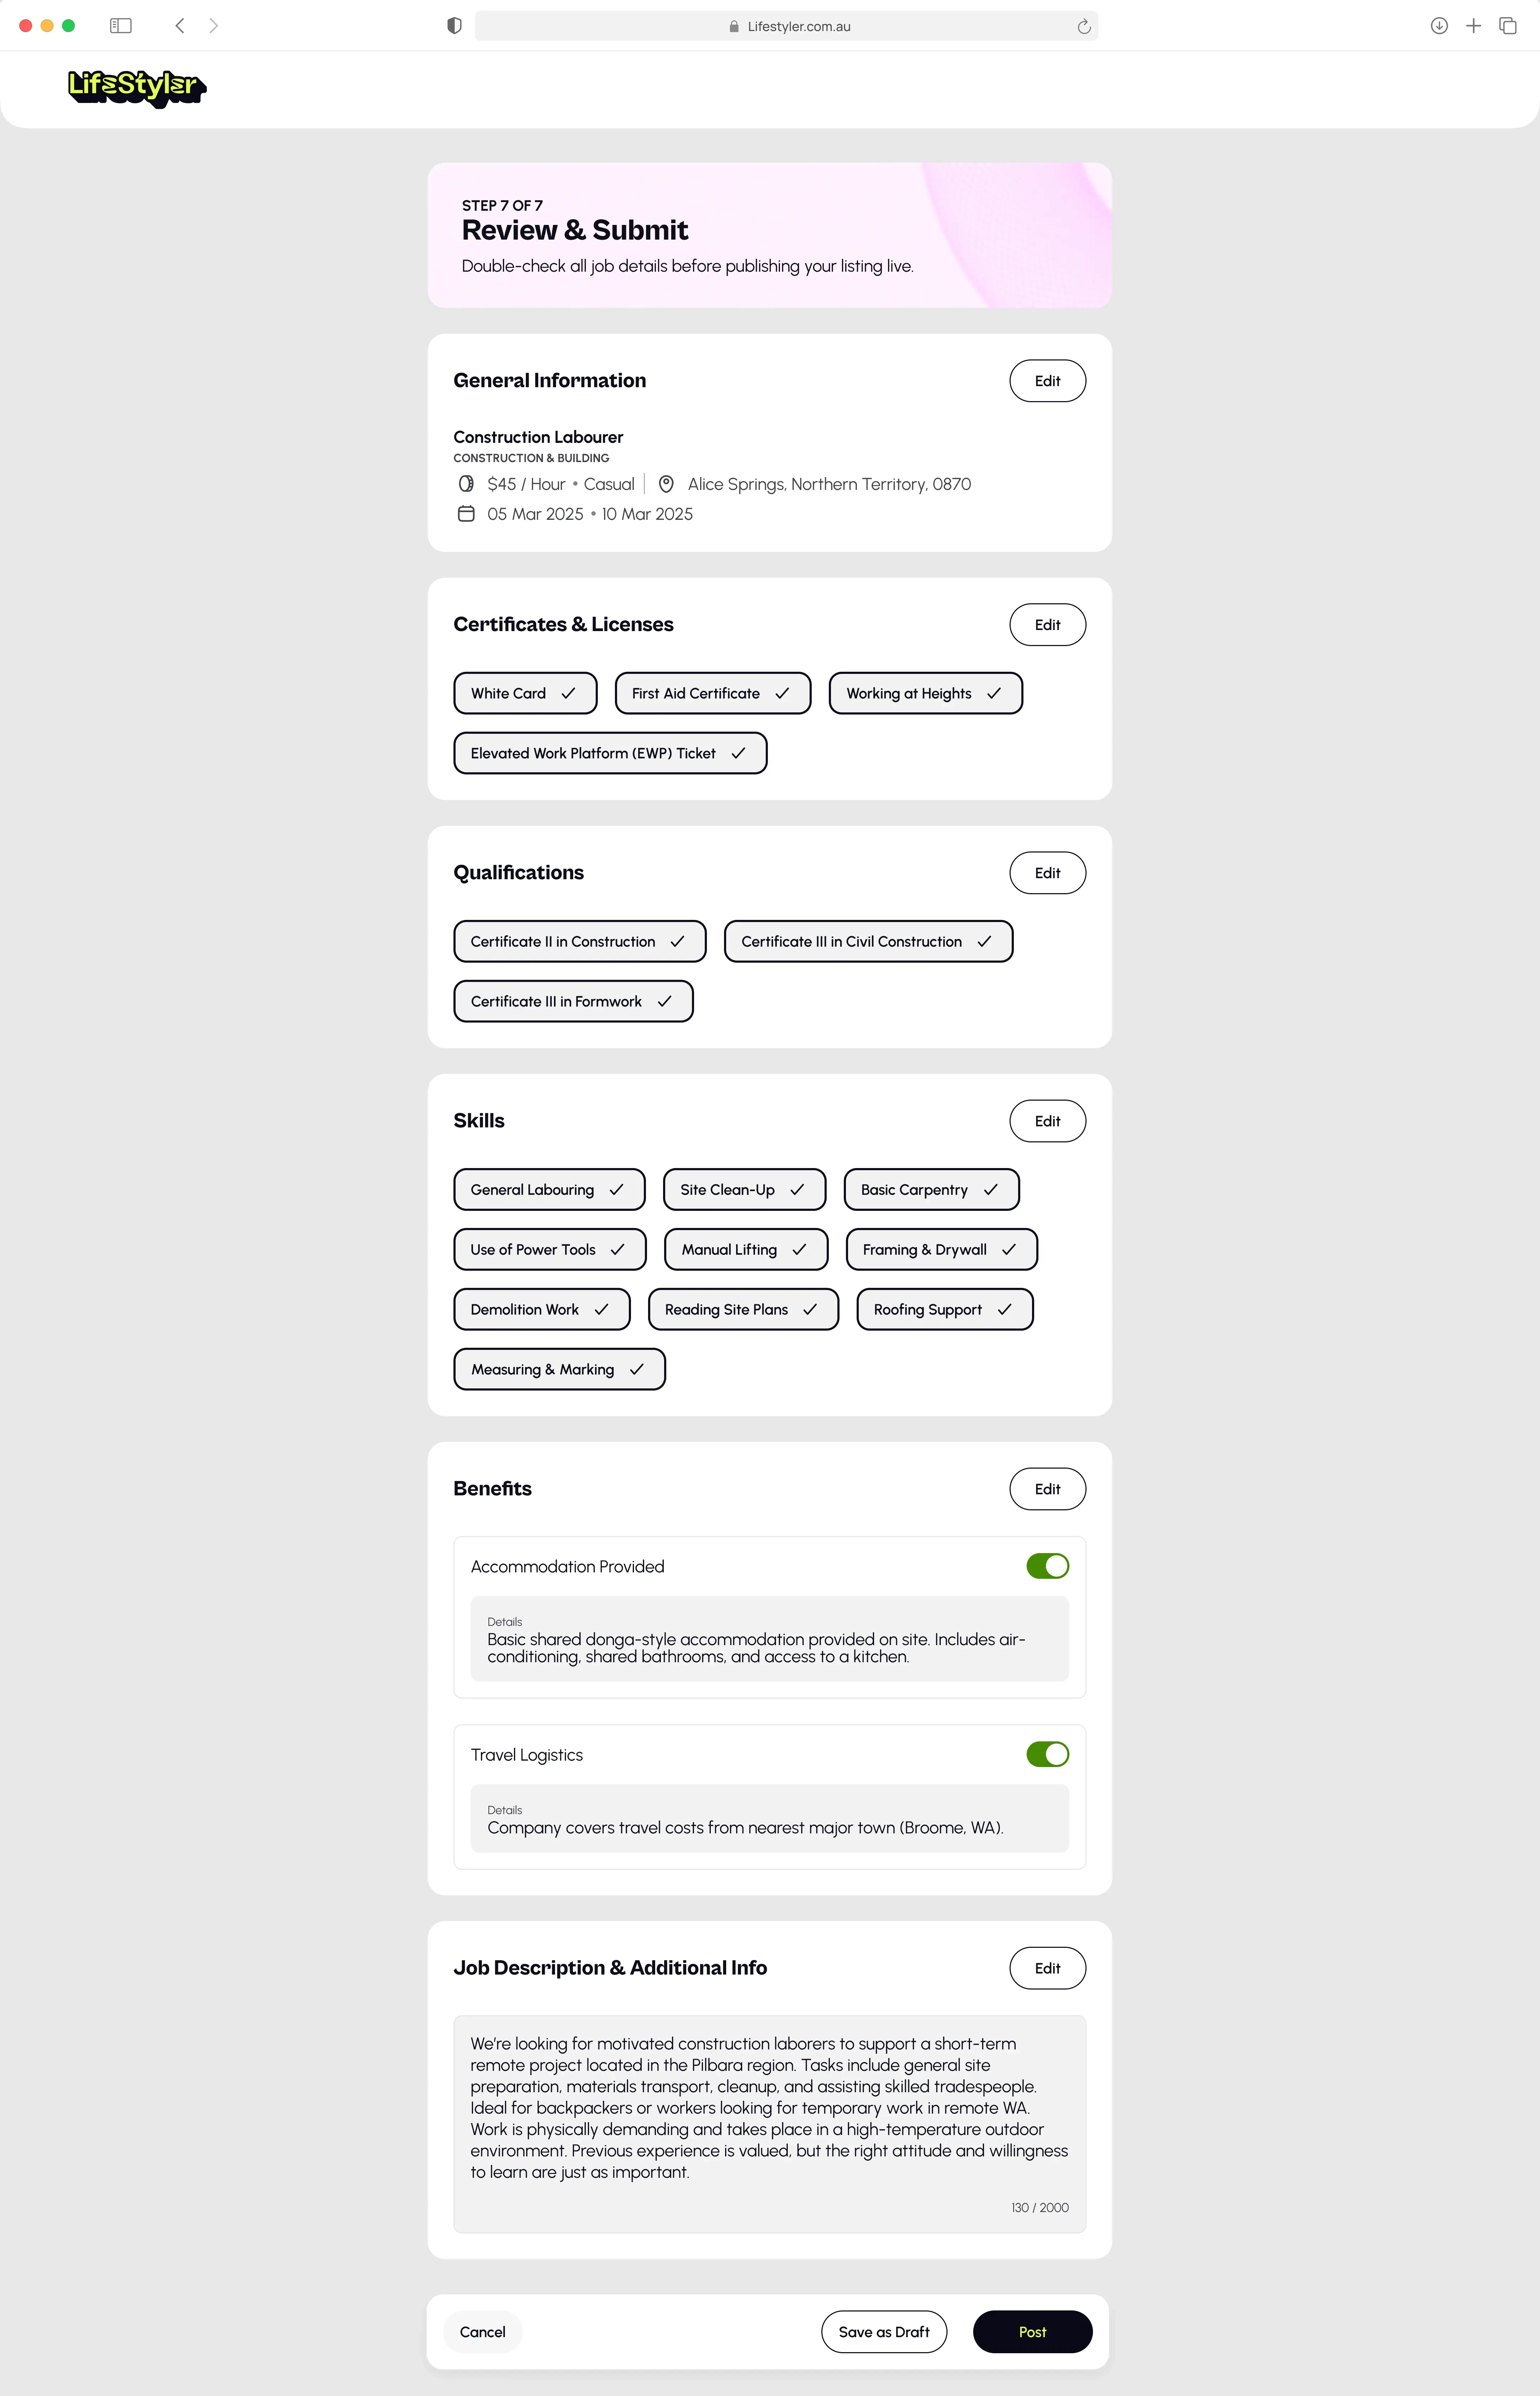 Lifestyler.com.au
LifeStyler
STEP 7 OF 7
Review & Submit
Double-check all job details before publishing your listing live.
General Information
Edit
Construction Labourer
CONSTRUCTION & BUILDING
$45 / Hour • Casual
Alice Springs, Northern Territory, 0870
05 Mar 2025 • 10 Mar 2025
Certificates & Licenses
Edit
White Card
First Aid Certificate
Working at Heights
Elevated Work Platform (EWP) Ticket
Qualifications
Edit
Certificate II in Construction
Certificate III in Civil Construction
Certificate III in Formwork
Skills
Edit
General Labouring
Site Clean-Up
Basic Carpentry
Use of Power Tools
Manual Lifting
Framing & Drywall
Demolition Work
Reading Site Plans
Roofing Support
Measuring & Marking
Benefits
Edit
Accommodation Provided
Details
Basic shared donga-style accommodation provided on site. Includes air-
conditioning, shared bathrooms, and access to a kitchen.
Travel Logistics
Details
Company covers travel costs from nearest major town (Broome, WA).
Job Description & Additional Info
Edit
We're looking for motivated construction laborers to support a short-term
remote project located in the Pilbara region. Tasks include general site
preparation, materials transport, cleanup, and assisting skilled tradespeople.
Ideal for backpackers or workers looking for temporary work in remote WA.
Work is physically demanding and takes place in a high-temperature outdoor
environment. Previous experience is valued, but the right attitude and willingness
to learn are just as important.
130 / 2000
Cancel
Save as Draft
Post